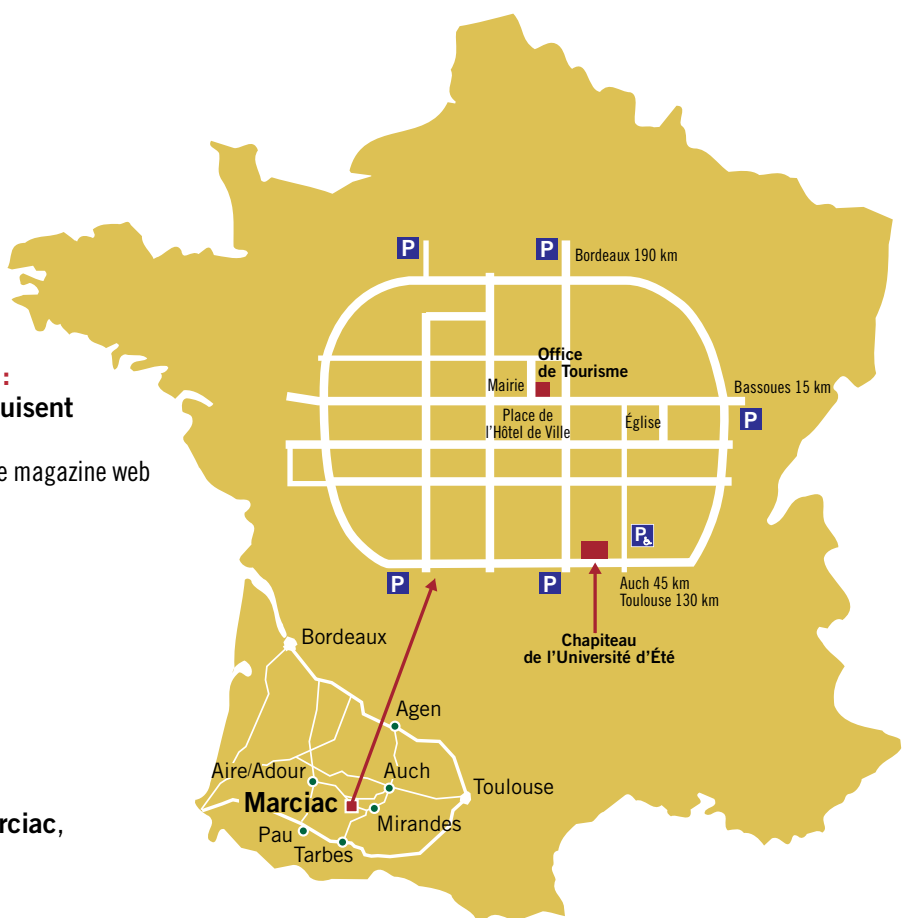 P
P
Bordeaux 190 km
Office
de Tourisme
:
Mairie
Bassoues 15 km
uisent
Place de
l'Hôtel de Ville
Église
P
e magazine web
P
P
P
Auch 45 km
Toulouse 130 km
Chapiteau
de l'Université d'Été
Bordeaux
Agen
Aire/Adour
Auch
Toulouse
Marciac
Mirandes
rciac,
Pau
Tarbes